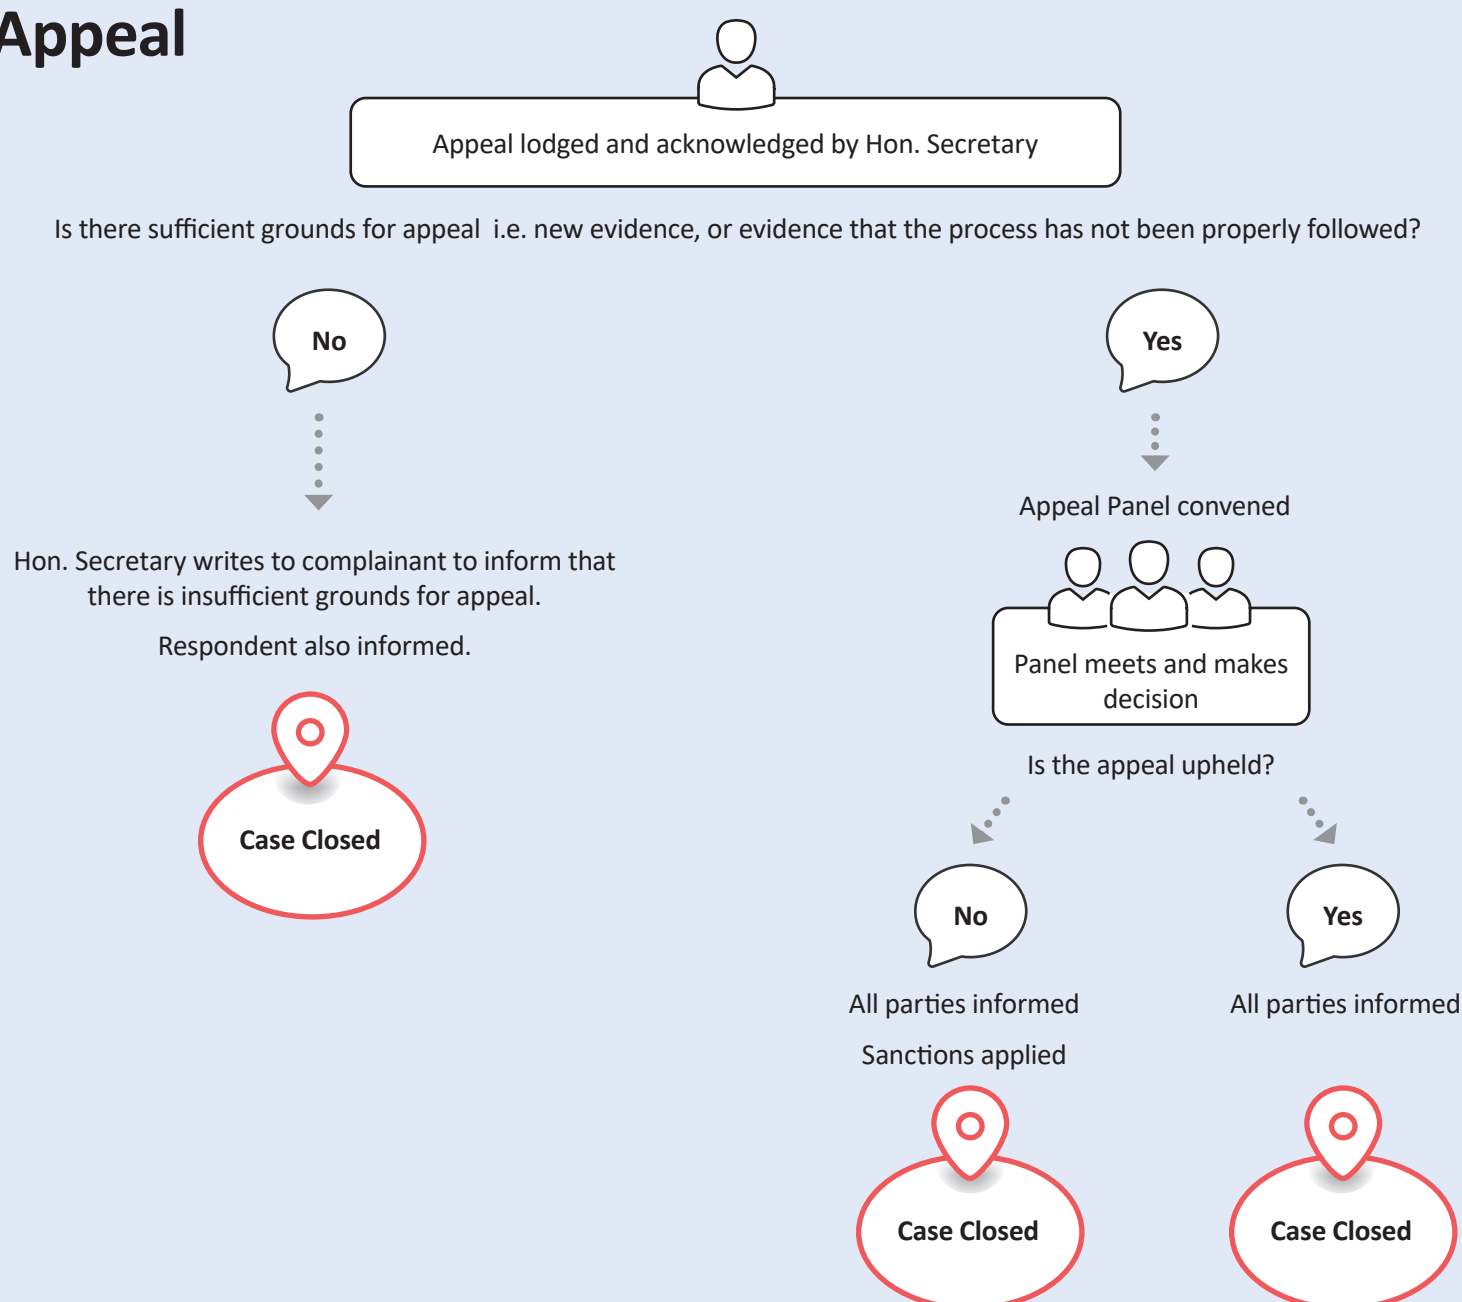 Appeal
Appeal lodged and acknowledged by Hon. Secretary
Is there sufficient grounds for appeal i.e. new evidence, or evidence that the process has not been properly followed?
No
Yes
Hon. Secretary writes to complainant to inform that
there is insufficient grounds for appeal.
Respondent also informed.
Case Closed
Appeal Panel convened
Panel meets and makes
decision
Is the appeal upheld?
No
Yes
All parties informed
All parties informed
Sanctions applied
Case Closed
Case Closed